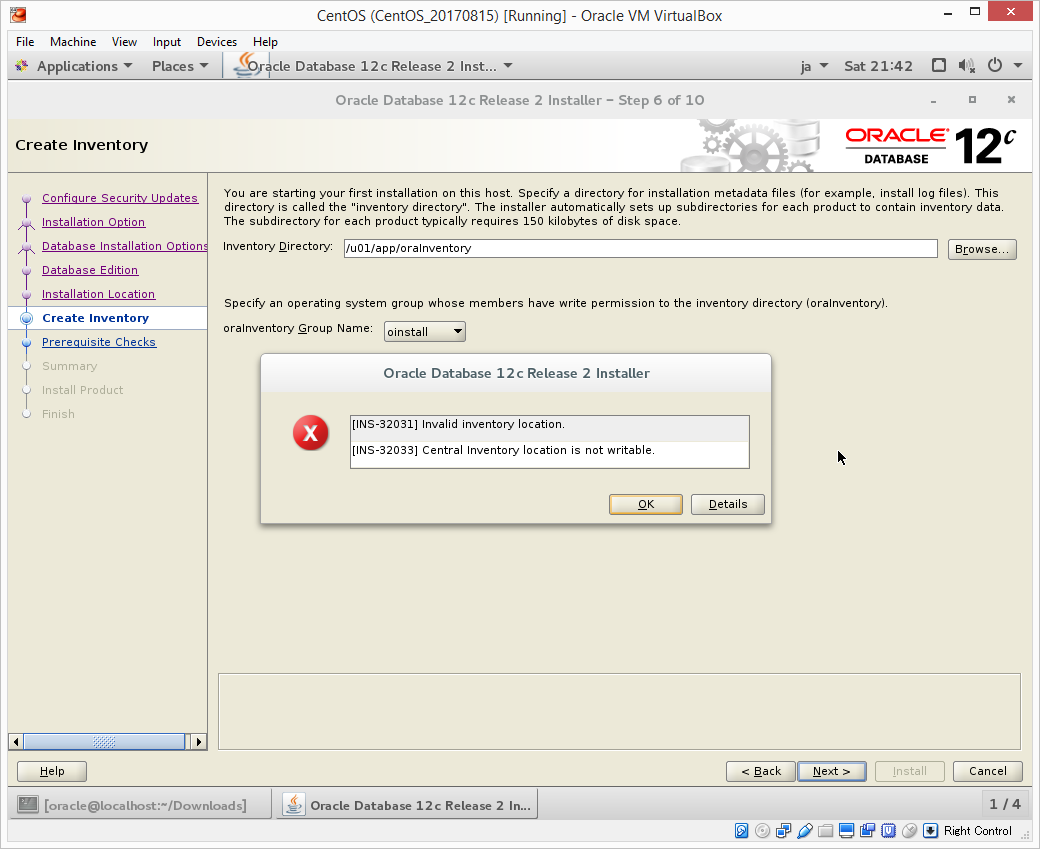 CentOS (CentOS_20170815) [Running] - Oracle VM VirtualBox
File Machine View Input Devices Help
Applications Places Oracle Database 12c Release 2 Inst... ja Sat 21:42
Oracle Database 12c Release 2 Installer – Step 6 of 10
Create Inventory
ORACLE
DATABASE
12c
Configure Security Updates
Installation Option
Database Installation Options
Database Edition
Installation Location
Create Inventory
Prerequisite Checks
Summary
Install Product
Finish
You are starting your first installation on this host. Specify a directory for installation metadata files (for example, install log files). This
directory is called the "inventory directory". The installer automatically sets up subdirectories for each product to contain inventory data.
The subdirectory for each product typically requires 150 kilobytes of disk space.
Inventory Directory: /u01/app/oraInventory Browse...
Specify an operating system group whose members have write permission to the inventory directory (oraInventory).
oraInventory Group Name: oinstall
Oracle Database 12c Release 2 Installer
[INS-32031] Invalid inventory location.
[INS-32033] Central Inventory location is not writable.
OK Details
Help < Back Next > Install Cancel
[oracle@localhost:~/Downloads] Oracle Database 12c Release 2 In... 1 / 4
Right Control